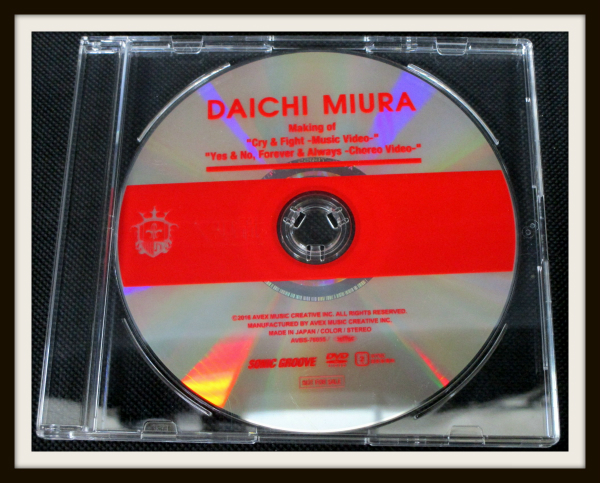 DAICHI MIURA
Making of
"Cry & Fight -Music Video-"
"Yes & No, Forever & Always -Choreo Video-"
©2016 AVEX MUSIC CREATIVE INC. ALL RIGHTS RESERVED.
MANUFACTURED BY AVEX MUSIC CREATIVE INC.
MADE IN JAPAN / COLOR / STEREO
SONIC GROOVE DVD 2
NOT FOR SALE